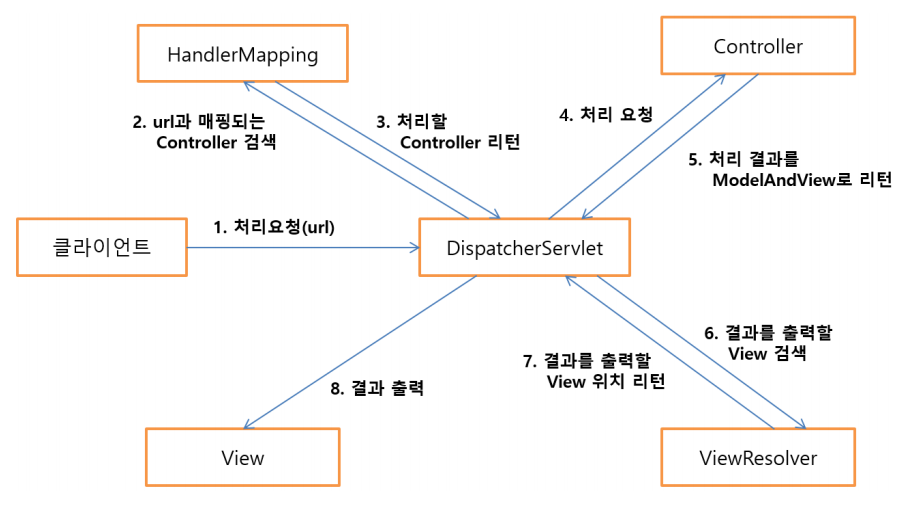 HandlerMapping
Controller
2. url과 매핑되는
Controller 검색
3. 처리할
Controller 리턴
4. 처리 요청
5. 처리 결과를
ModelAndView로 리턴
클라이언트
1. 처리요청(url)
DispatcherServlet
8. 결과 출력
7. 결과를 출력할
View 위치 리턴
6. 결과를 출력할
View 검색
View
ViewResolver